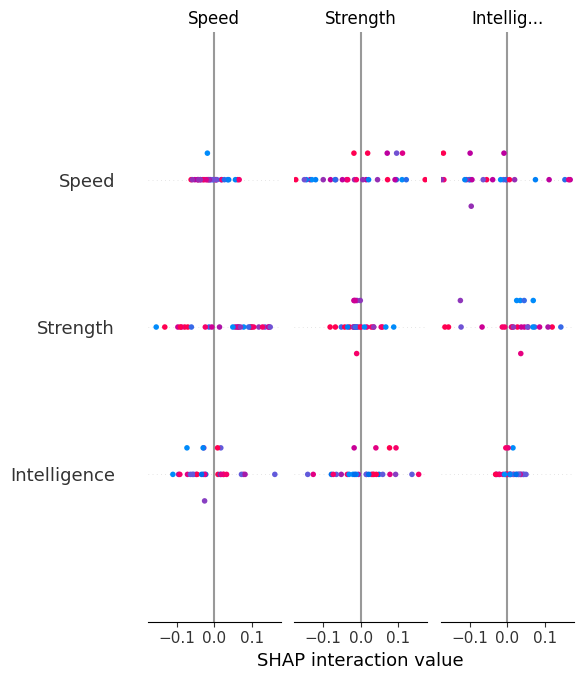 Speed Strength Intellig...
Speed
Strength
Intelligence
−0.1 0.0 0.1 −0.1 0.0 0.1 −0.1 0.0 0.1
SHAP interaction value